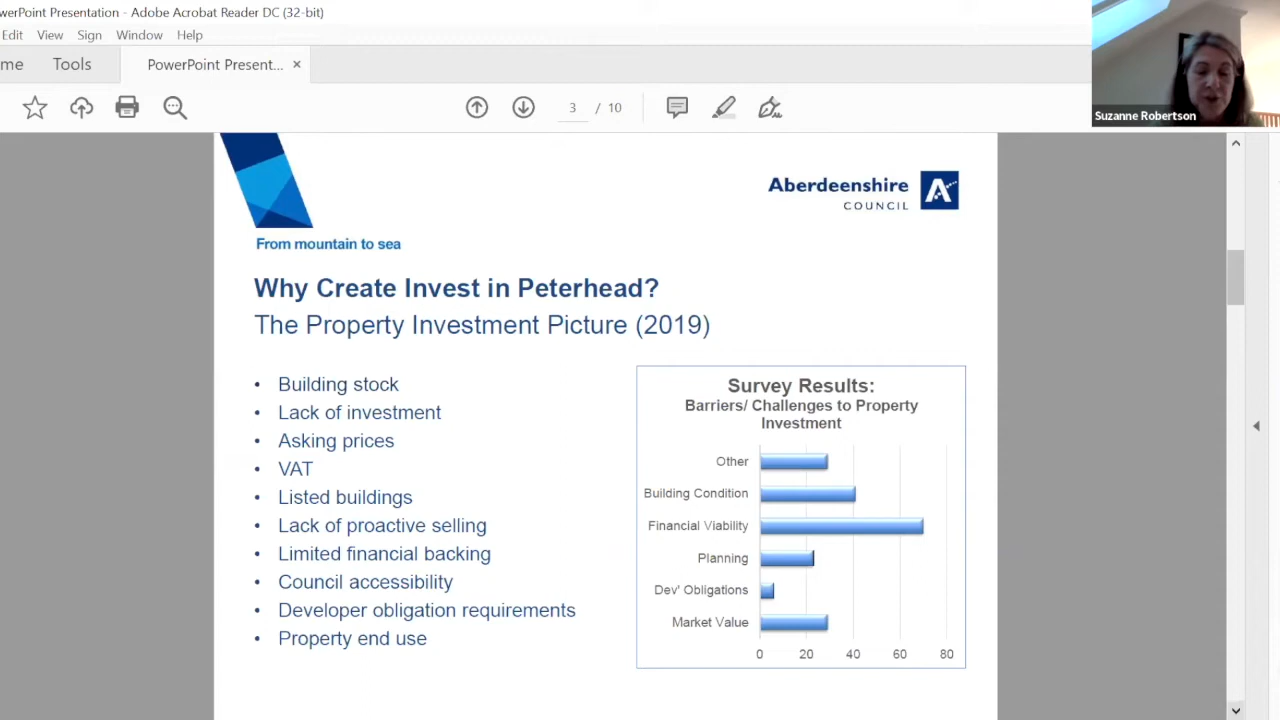 werPoint Presentation - Adobe Acrobat Reader DC (32-bit)
Edit View Sign Window Help
me Tools PowerPoint Present... ×
3 / 10
Suzanne Robertson
Aberdeenshire
COUNCIL
From mountain to sea
Why Create Invest in Peterhead?
The Property Investment Picture (2019)
• Building stock
• Lack of investment
• Asking prices
• VAT
• Listed buildings
• Lack of proactive selling
• Limited financial backing
• Council accessibility
• Developer obligation requirements
• Property end use
Survey Results:
Barriers/ Challenges to Property
Investment
Other
Building Condition
Financial Viability
Planning
Dev' Obligations
Market Value
0 20 40 60 80